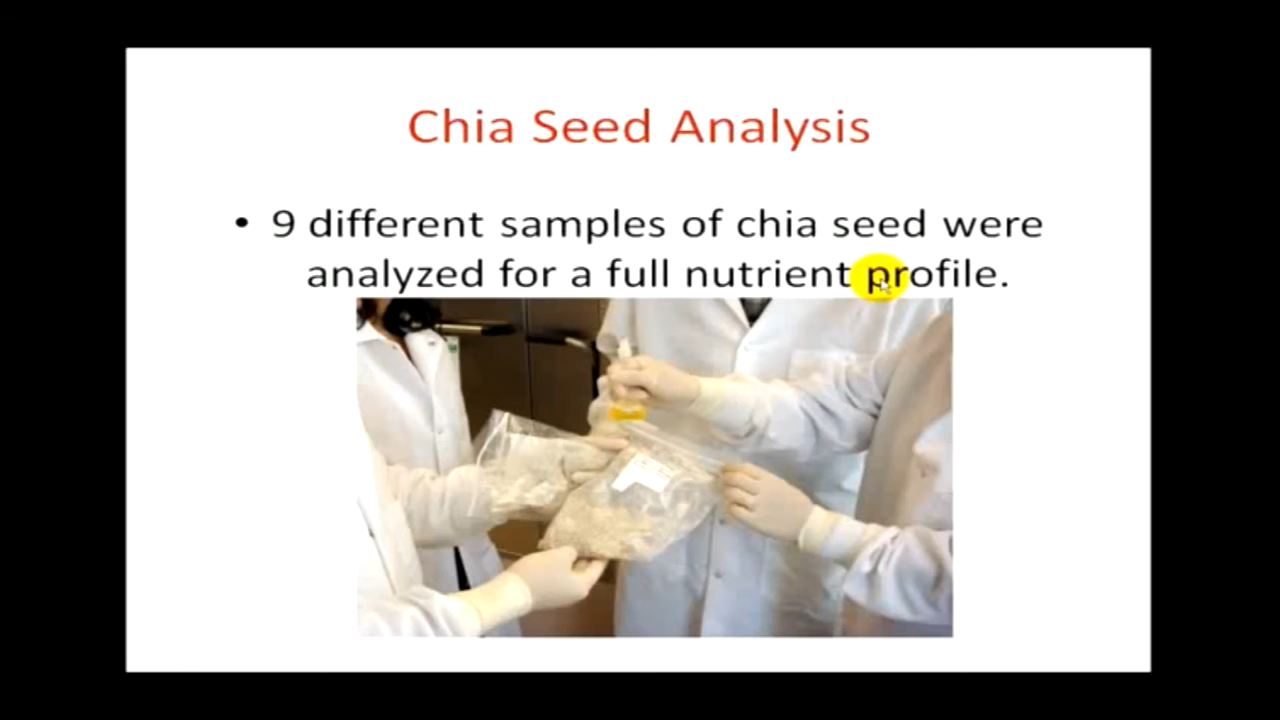 Chia Seed Analysis
• 9 different samples of chia seed were
analyzed for a full nutrient profile.